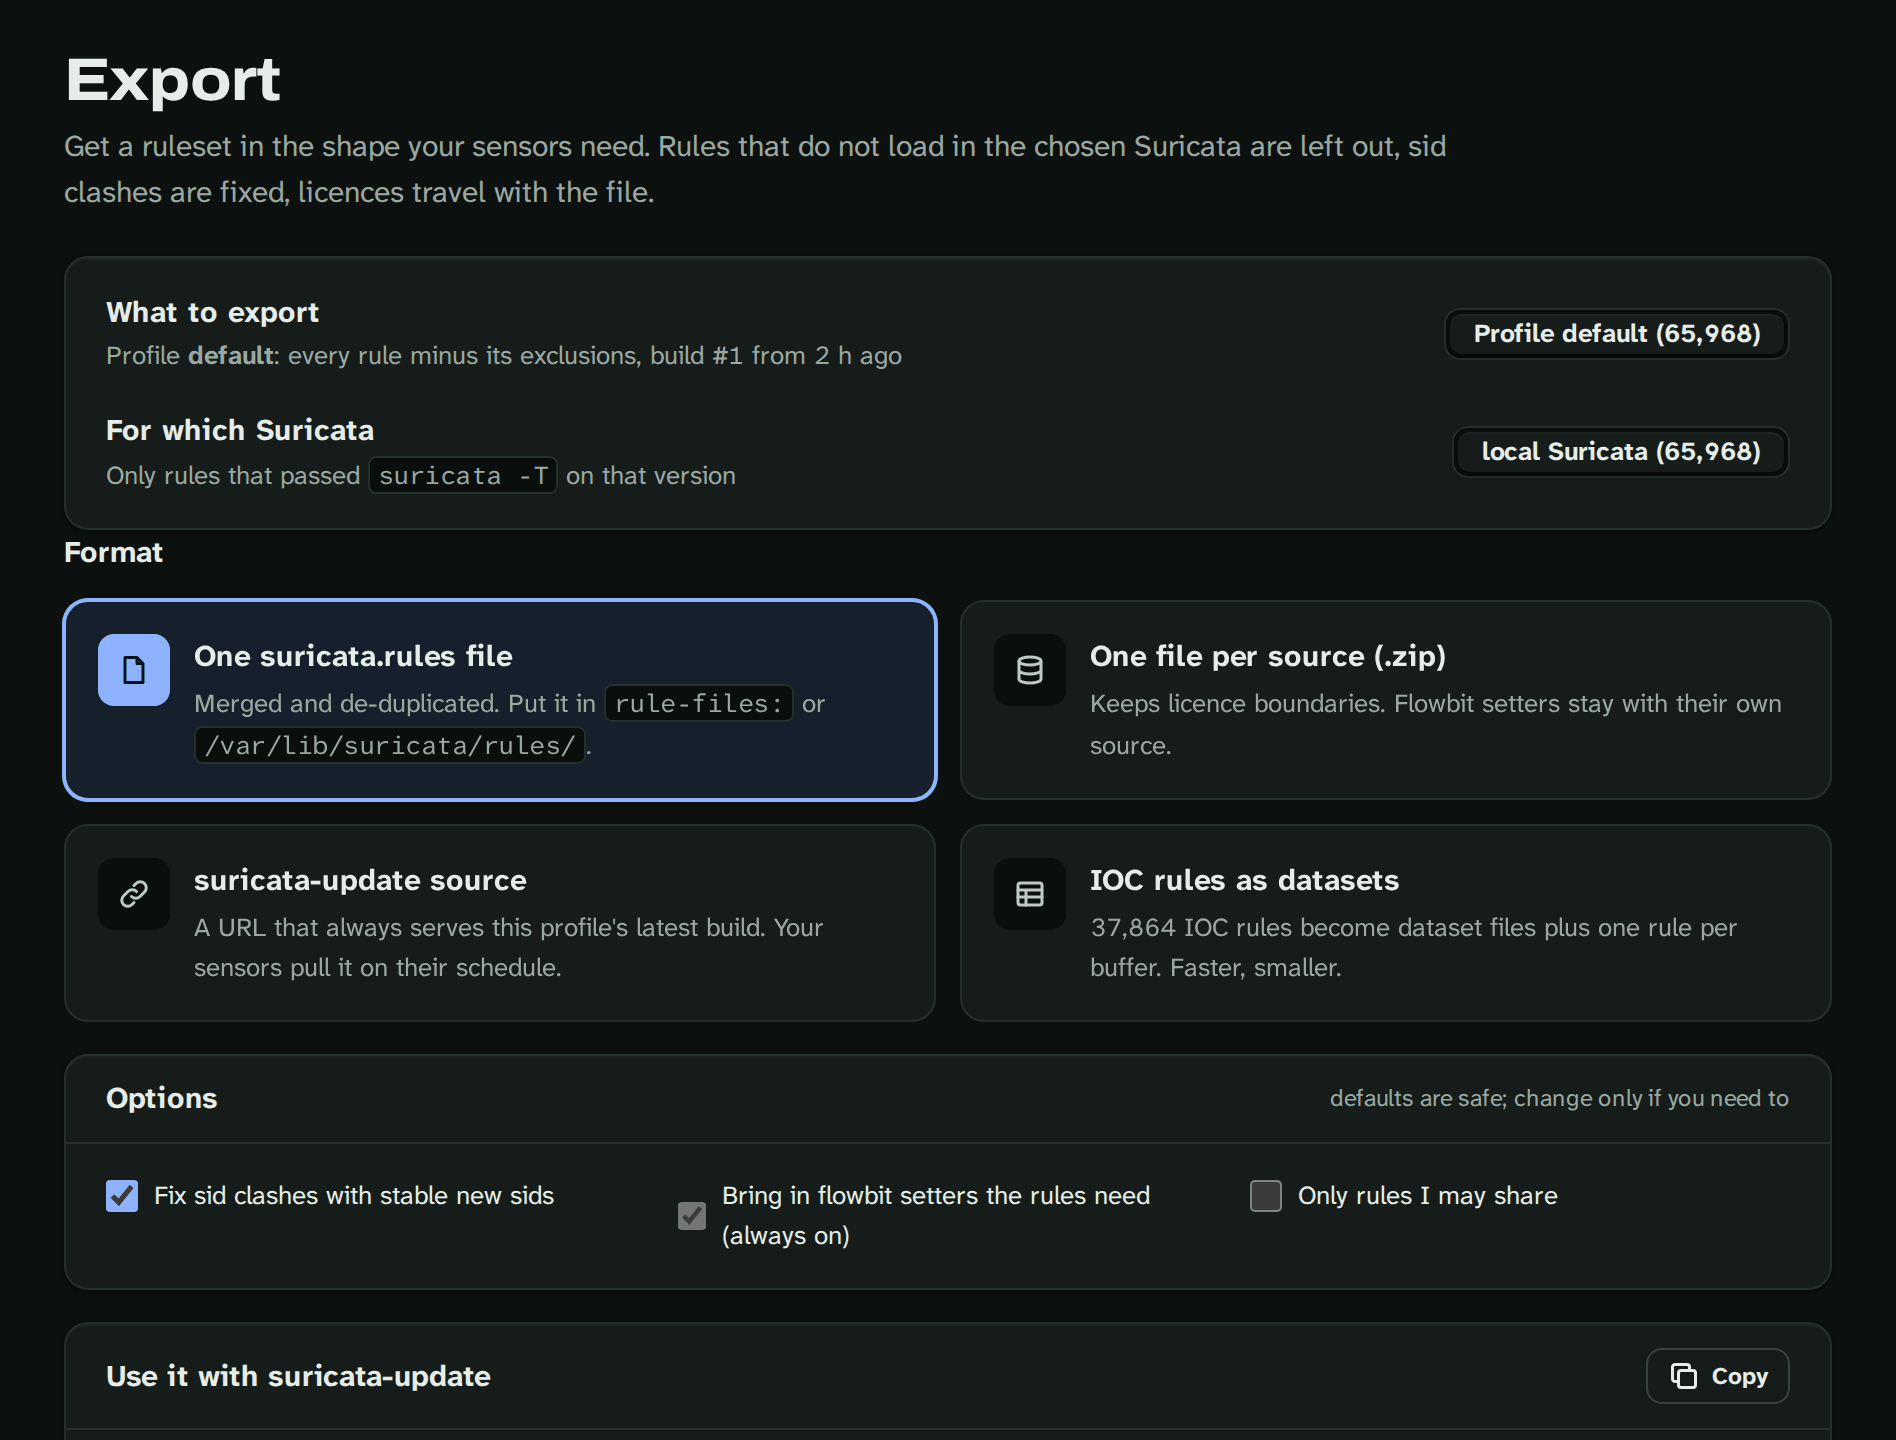 Export
Get a ruleset in the shape your sensors need. Rules that do not load in the chosen Suricata are left out, sid
clashes are fixed, licences travel with the file.
What to export
Profile default: every rule minus its exclusions, build #1 from 2 h ago
Profile default (65,968)
For which Suricata
Only rules that passed suricata -T on that version
local Suricata (65,968)
Format
One suricata.rules file
Merged and de-duplicated. Put it in rule-files: or
/var/lib/suricata/rules/.
One file per source (.zip)
Keeps licence boundaries. Flowbit setters stay with their own
source.
suricata-update source
A URL that always serves this profile's latest build. Your
sensors pull it on their schedule.
IOC rules as datasets
37,864 IOC rules become dataset files plus one rule per
buffer. Faster, smaller.
Options
defaults are safe; change only if you need to
Fix sid clashes with stable new sids
Bring in flowbit setters the rules need
(always on)
Only rules I may share
Use it with suricata-update
Copy